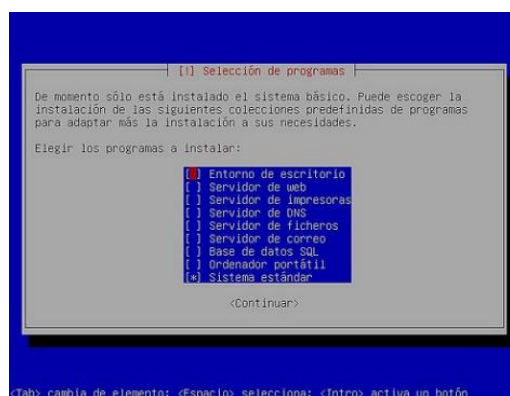 [!] Selección de programas
De momento sólo está instalado el sistema básico. Puede escoger la
instalación de las siguientes colecciones predefinidas de programas
para adaptar más la instalación a sus necesidades.
Elegir los programas a instalar:
[ ] Entorno de escritorio
[ ] Servidor de web
[ ] Servidor de impresoras
[ ] Servidor de DNS
[ ] Servidor de ficheros
[ ] Servidor de correo
[ ] Base de datos SQL
[ ] Ordenador portátil
[*] Sistema estándar
<Continuar>
<Tab> cambia de elemento; <Espacio> selecciona; <Intro> activa un botón